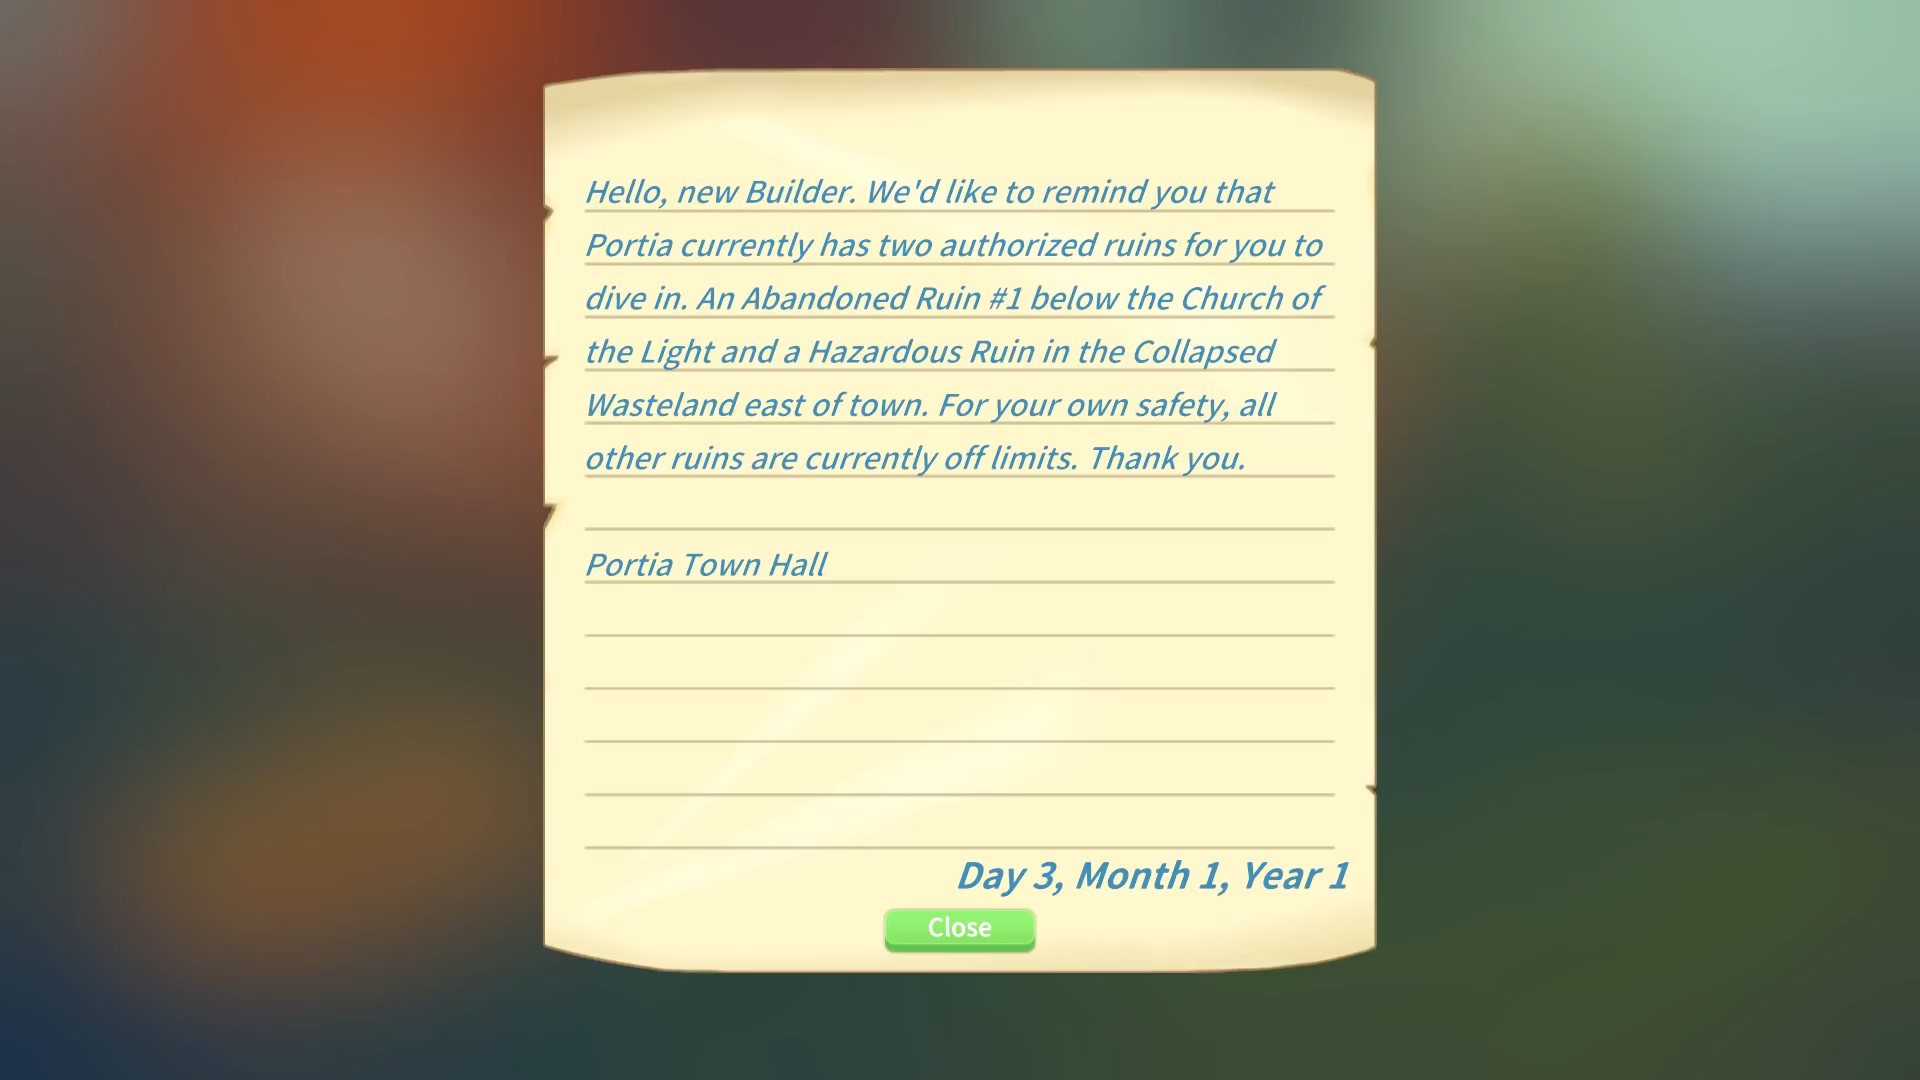 Hello, new Builder. We'd like to remind you that
Portia currently has two authorized ruins for you to
dive in. An Abandoned Ruin #1 below the Church of
the Light and a Hazardous Ruin in the Collapsed
Wasteland east of town. For your own safety, all
other ruins are currently off limits. Thank you.
Portia Town Hall
Day 3, Month 1, Year 1
Close